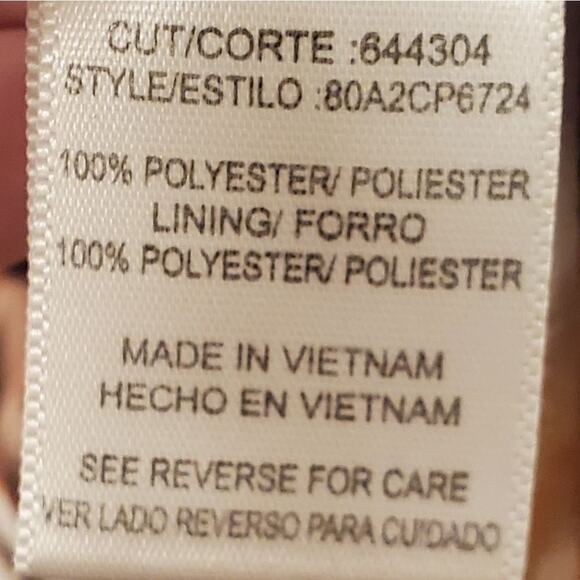 CUT/CORTE :644304
STYLE/ESTILO :80A2CP6724
100% POLYESTER/ POLIESTER
LINING/ FORRO
100% POLYESTER/ POLIESTER
MADE IN VIETNAM
HECHO EN VIETNAM
SEE REVERSE FOR CARE
VER LADO REVERSO PARA CUIDADO